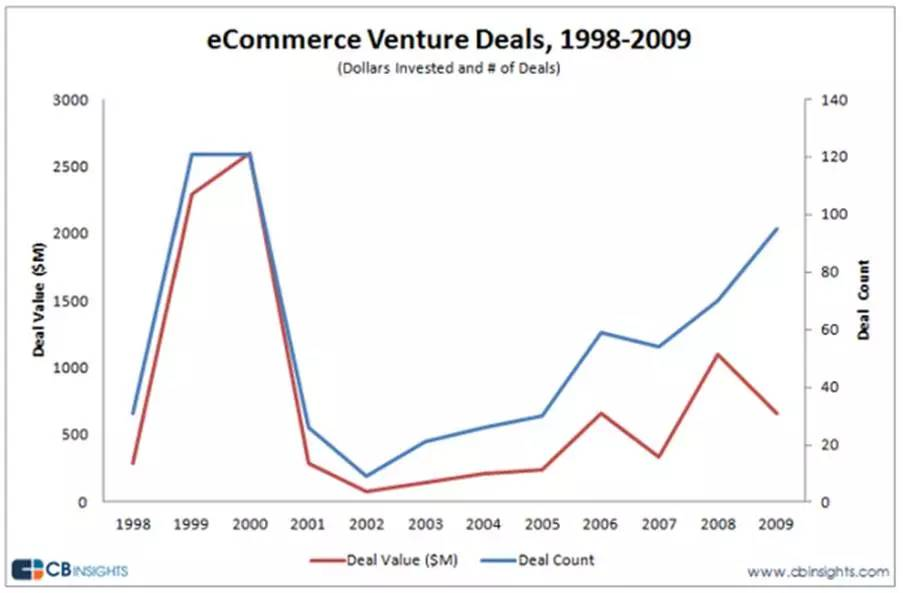 eCommerce Venture Deals, 1998-2009
(Dollars Invested and # of Deals)
Deal Value ($M)
3000
2500
2000
1500
1000
500
0
140
120
100
80
60
40
20
0
Deal Count
1998 1999 2000 2001 2002 2003 2004 2005 2006 2007 2008 2009
Deal Value ($M) Deal Count
CBINSIGHTS
www.cbinsights.com